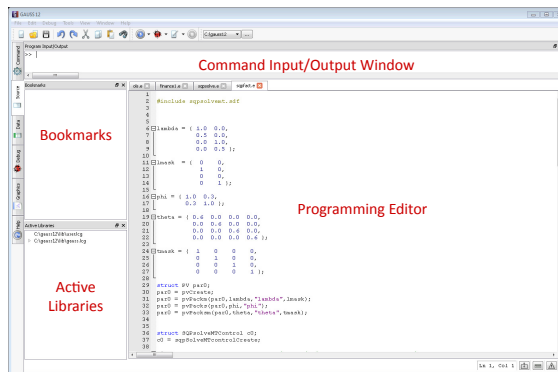 GAUSS 12
File Edit Debug Tools View Window Help
C:\gauss12
Program Input/Output
>>
Command Input/Output Window
Command
Source
Data
Debug
Graphics
Help
Bookmarks
Bookmarks
Active Libraries
C:\gauss12\lib\user.lcg
C:\gauss12\lib\gauss.lcg
Active
Libraries
ols.e
finance1.e
sqpsolve.e
sqpfact.e
1
2 #include sqpsolvemt.sdf
3
4
5
6 lambda = { 1.0 0.0,
7 0.5 0.0,
8 0.0 1.0,
9 0.0 0.5 };
10
11 lmask = { 0 0,
12 1 0,
13 0 0,
14 0 1 };
15
16 phi = { 1.0 0.3,
17 0.3 1.0 };
18
19 theta = { 0.6 0.0 0.0 0.0,
20 0.0 0.6 0.0 0.0,
21 0.0 0.0 0.6 0.0,
22 0.0 0.0 0.0 0.6 };
23
24 tmask = { 1 0 0 0,
25 0 1 0 0,
26 0 0 1 0,
27 0 0 0 1 };
28
29 struct PV par0;
30 par0 = pvCreate;
31 par0 = pvPackm(par0,lambda,"lambda",lmask);
32 par0 = pvPacks(par0,phi,"phi");
33 par0 = pvPacksm(par0,theta,"theta",tmask);
34
35
36 struct SQPsolveMTControl c0;
37 c0 = sqpSolveMTcontrolCreate;
38
Programming Editor
Ln 1, Col 1